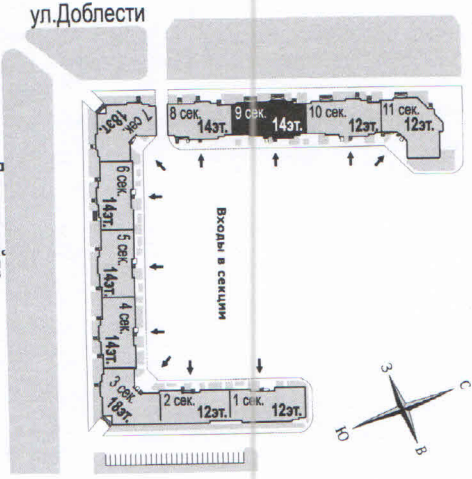 ул.Доблести
8 сек.
14эт.
9 сек.
14эт.
10 сек.
12эт.
11 сек.
12эт.
7 сек.
18эт.
6 сек.
14эт.
5 сек.
14эт.
4 сек.
14эт.
3 сек.
18эт.
2 сек.
12эт.
1 сек.
12эт.
Входы в секции
З
С
Ю
В